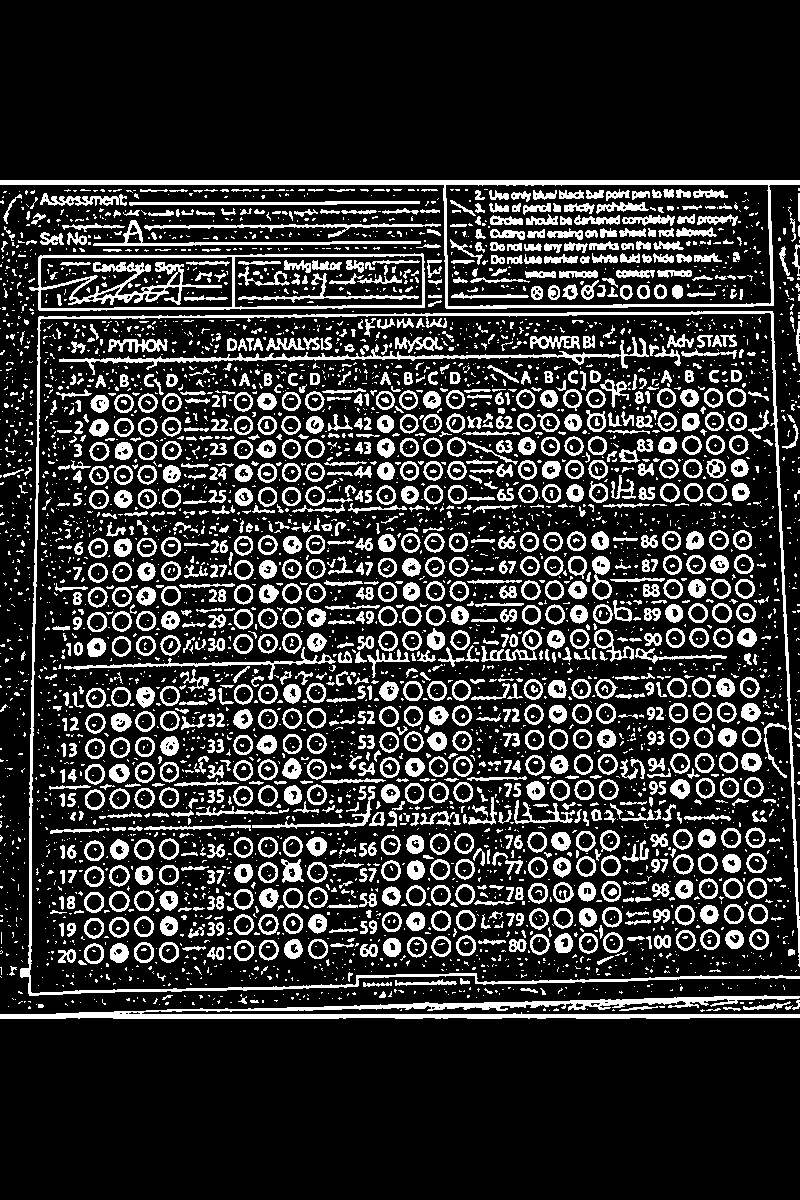 Assessment:
Set No: A
Candidate Sign:
Invigilator Sign:
2. Use only blue/ black ball point pen to fill the circles.
3. Use of pencil is strictly prohibited.
4. Circles should be darkened completely and properly.
5. Cutting and erasing on this sheet is not allowed.
6. Do not use any stray marks on the sheet.
7. Do not use marker or white fluid to hide the mark.
WRONG METHODS CORRECT METHOD
PYTHON DATA ANALYSIS MySQL POWER BI Adv STATS
A B C D A B C D A B C D A B C D A B C D
1 21 41 61 81
2 22 42 62 82
3 23 43 63 83
4 24 44 64 84
5 25 45 65 85
6 26 46 66 86
7 27 47 67 87
8 28 48 68 88
9 29 49 69 89
10 30 50 70 90
11 31 51 71 91
12 32 52 72 92
13 33 53 73 93
14 34 54 74 94
15 35 55 75 95
16 36 56 76 96
17 37 57 77 97
18 38 58 78 98
19 39 59 79 99
20 40 60 80 100